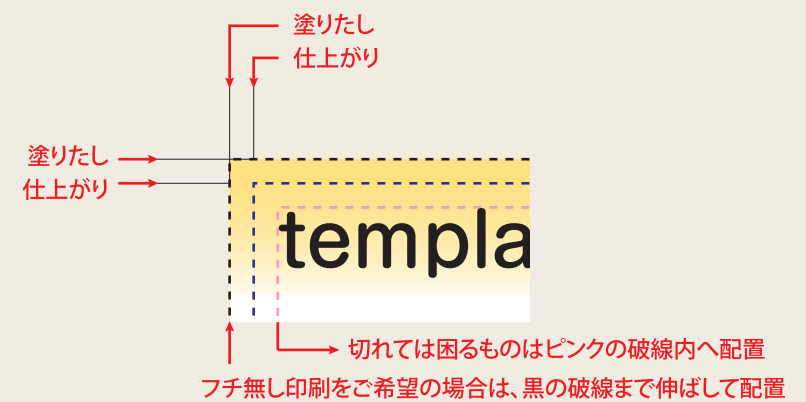 塗りたし
仕上がり
塗りたし
仕上がり
templa
切れては困るものはピンクの破線内へ配置
フチ無し印刷をご希望の場合は、黒の破線まで伸ばして配置